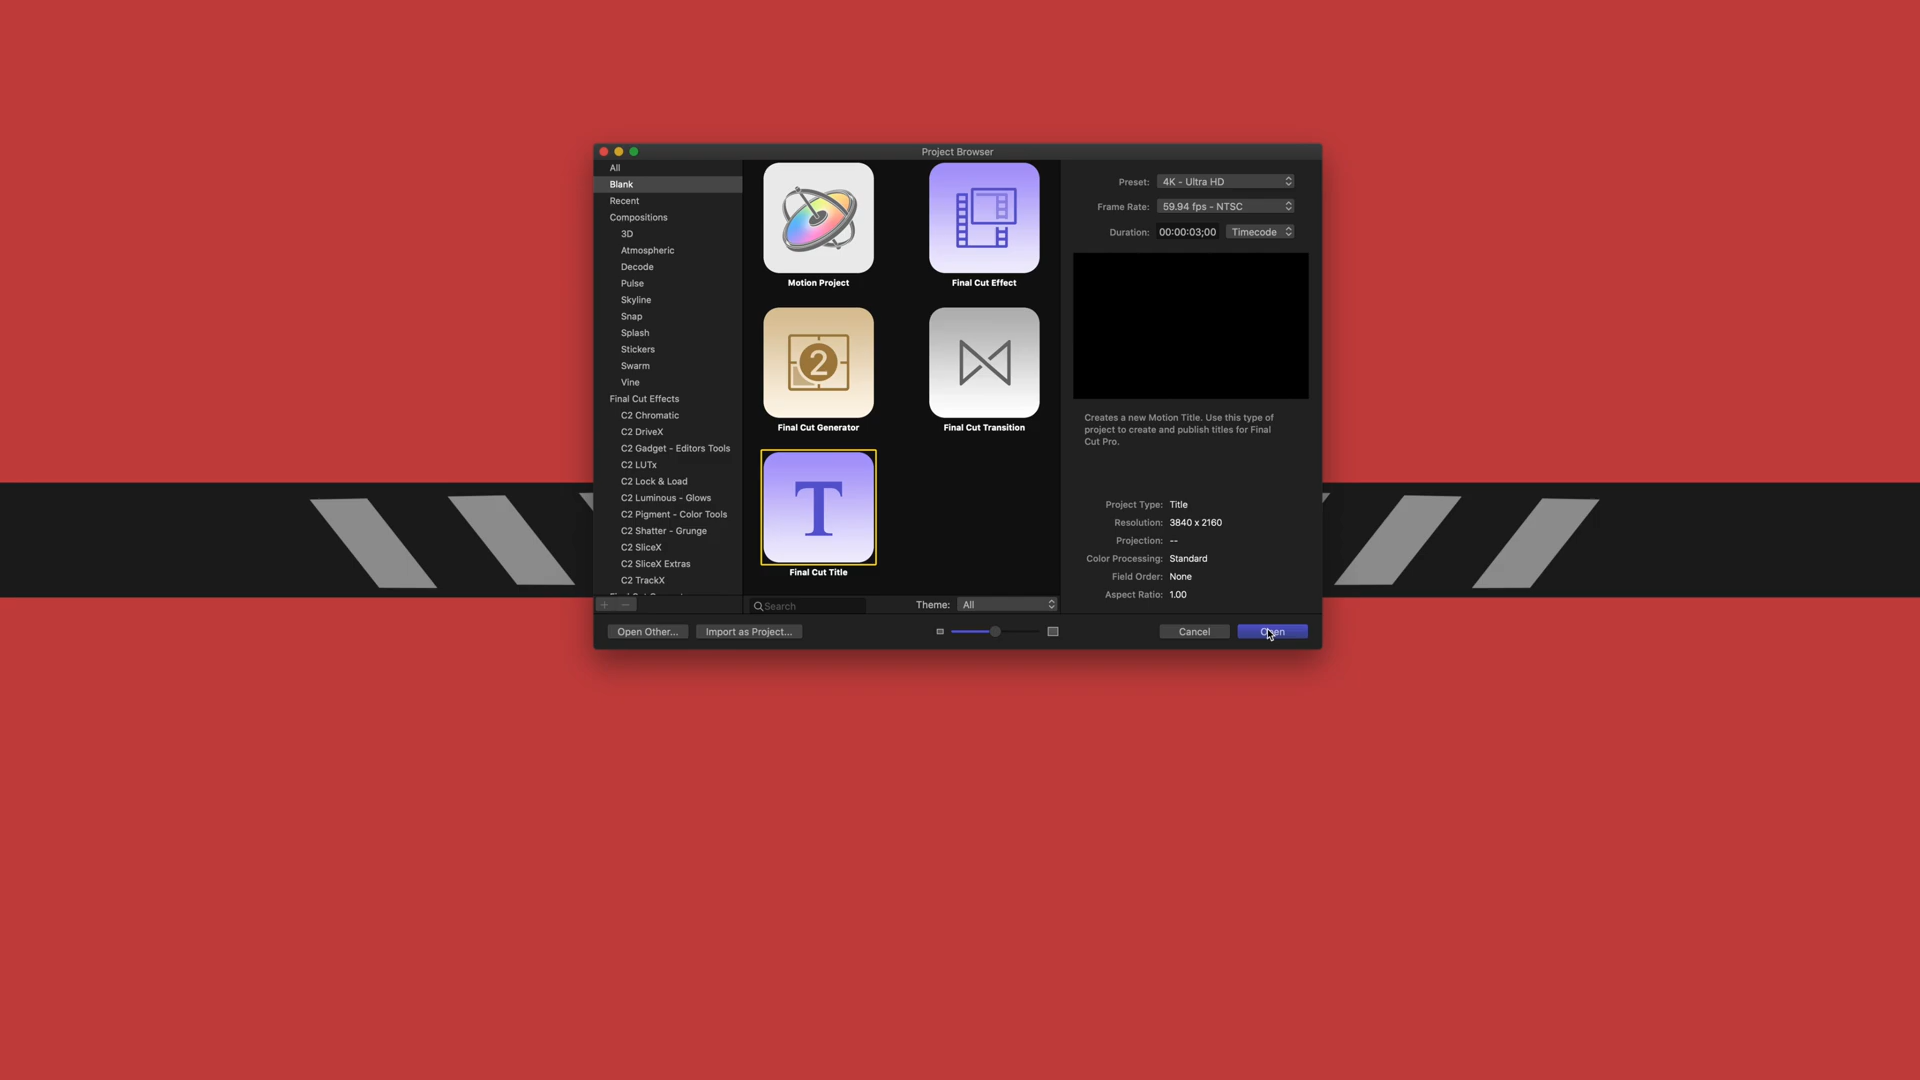 Project Browser
All
Blank
Recent
Compositions
3D
Atmospheric
Decode
Pulse
Skyline
Snap
Splash
Stickers
Swarm
Vine
Final Cut Effects
C2 Chromatic
C2 DriveX
C2 Gadget - Editors Tools
C2 LUTx
C2 Lock & Load
C2 Luminous - Glows
C2 Pigment - Color Tools
C2 Shatter - Grunge
C2 SliceX
C2 SliceX Extras
C2 TrackX
Motion Project
Final Cut Effect
2
Final Cut Generator
Final Cut Transition
T
Final Cut Title
Search
Theme: All
Preset: 4K - Ultra HD
Frame Rate: 59.94 fps - NTSC
Duration: 00:00:03;00 Timecode
Creates a new Motion Title. Use this type of
project to create and publish titles for Final
Cut Pro.
Project Type: Title
Resolution: 3840 x 2160
Projection: --
Color Processing: Standard
Field Order: None
Aspect Ratio: 1.00
Open Other...
Import as Project...
Cancel
Open